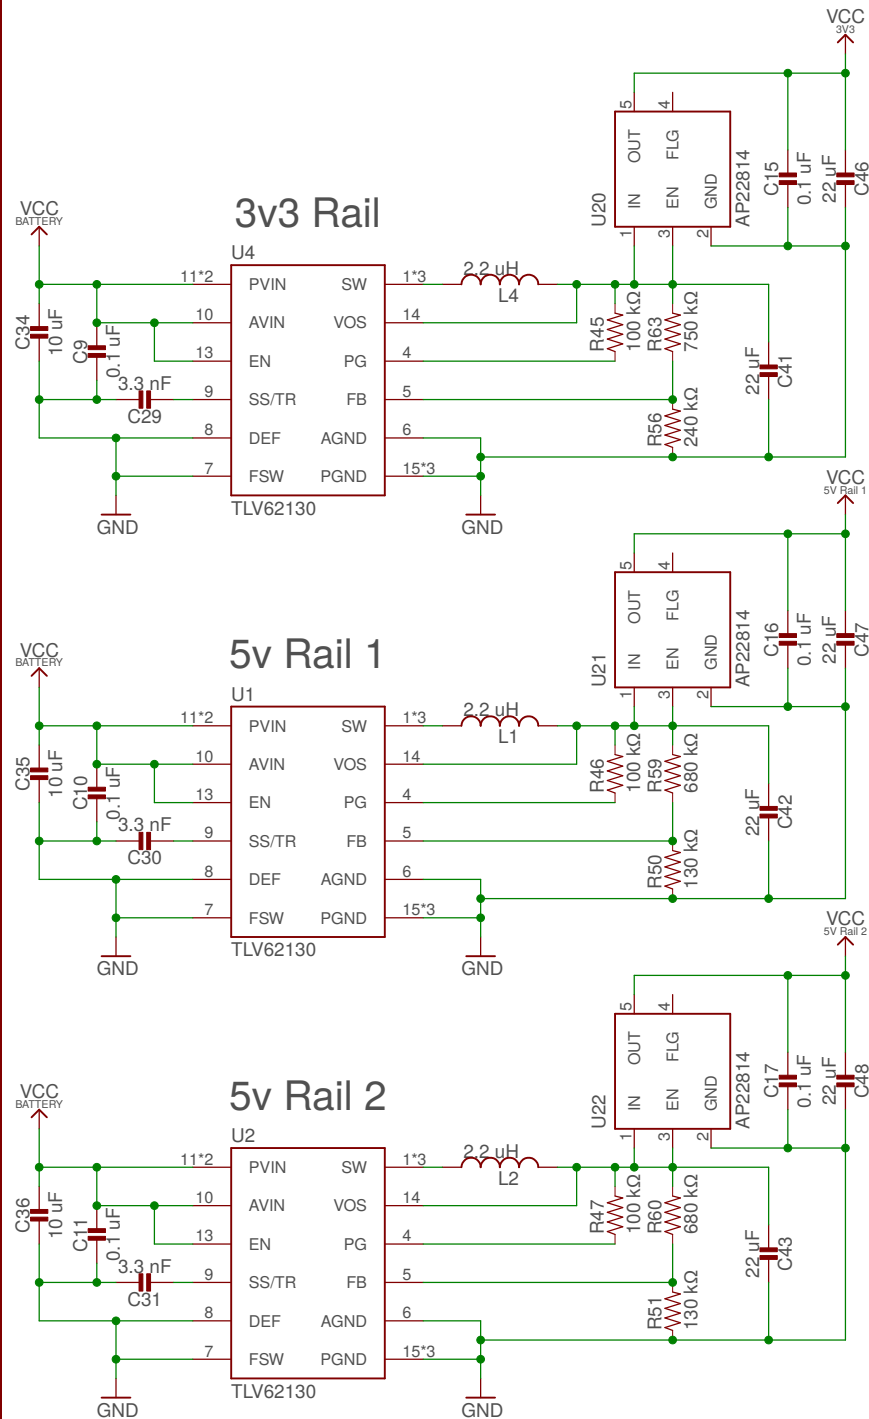 VCC
3V3
5
4
OUT
FLG
IN
EN
GND
U20
AP22814
1
3
2
C15
0.1 uF
22 uF
C46
3v3 Rail
VCC
BATTERY
U4
11*2
PVIN
SW
1*3
2.2 uH
L4
10
AVIN
VOS
14
13
EN
PG
4
9
SS/TR
FB
5
8
DEF
AGND
6
7
FSW
PGND
15*3
TLV62130
C34
10 uF
C9
0.1 uF
3.3 nF
C29
R45
100 kΩ
R63
750 kΩ
R56
240 kΩ
22 uF
C41
GND
GND
VCC
5V Rail 1
5
4
OUT
FLG
IN
EN
GND
U21
AP22814
1
3
2
C16
0.1 uF
22 uF
C47
5v Rail 1
VCC
BATTERY
U1
11*2
PVIN
SW
1*3
2.2 uH
L1
10
AVIN
VOS
14
13
EN
PG
4
9
SS/TR
FB
5
8
DEF
AGND
6
7
FSW
PGND
15*3
TLV62130
C35
10 uF
C10
0.1 uF
3.3 nF
C30
R46
100 kΩ
R59
680 kΩ
R50
130 kΩ
22 uF
C42
GND
GND
VCC
5V Rail 2
5
4
OUT
FLG
IN
EN
GND
U22
AP22814
1
3
2
C17
0.1 uF
22 uF
C48
5v Rail 2
VCC
BATTERY
U2
11*2
PVIN
SW
1*3
2.2 uH
L2
10
AVIN
VOS
14
13
EN
PG
4
9
SS/TR
FB
5
8
DEF
AGND
6
7
FSW
PGND
15*3
TLV62130
C36
10 uF
C11
0.1 uF
3.3 nF
C31
R47
100 kΩ
R60
680 kΩ
R51
130 kΩ
22 uF
C43
GND
GND